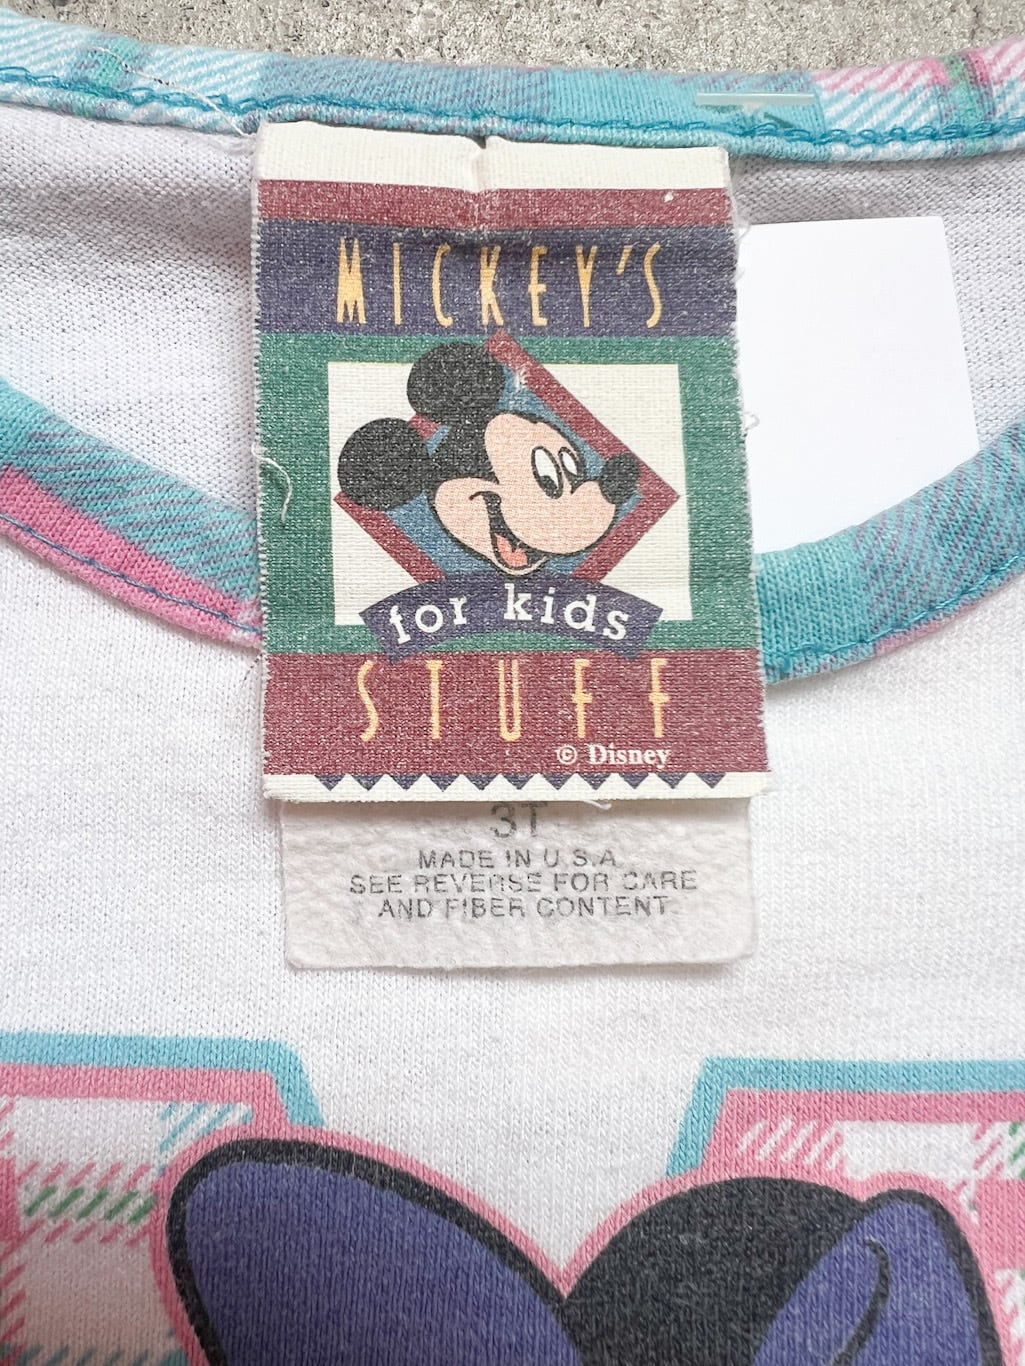 MICKEY'S
for kids
STUFF
© Disney
3T
MADE IN U.S.A.
SEE REVERSE FOR CARE
AND FIBER CONTENT.